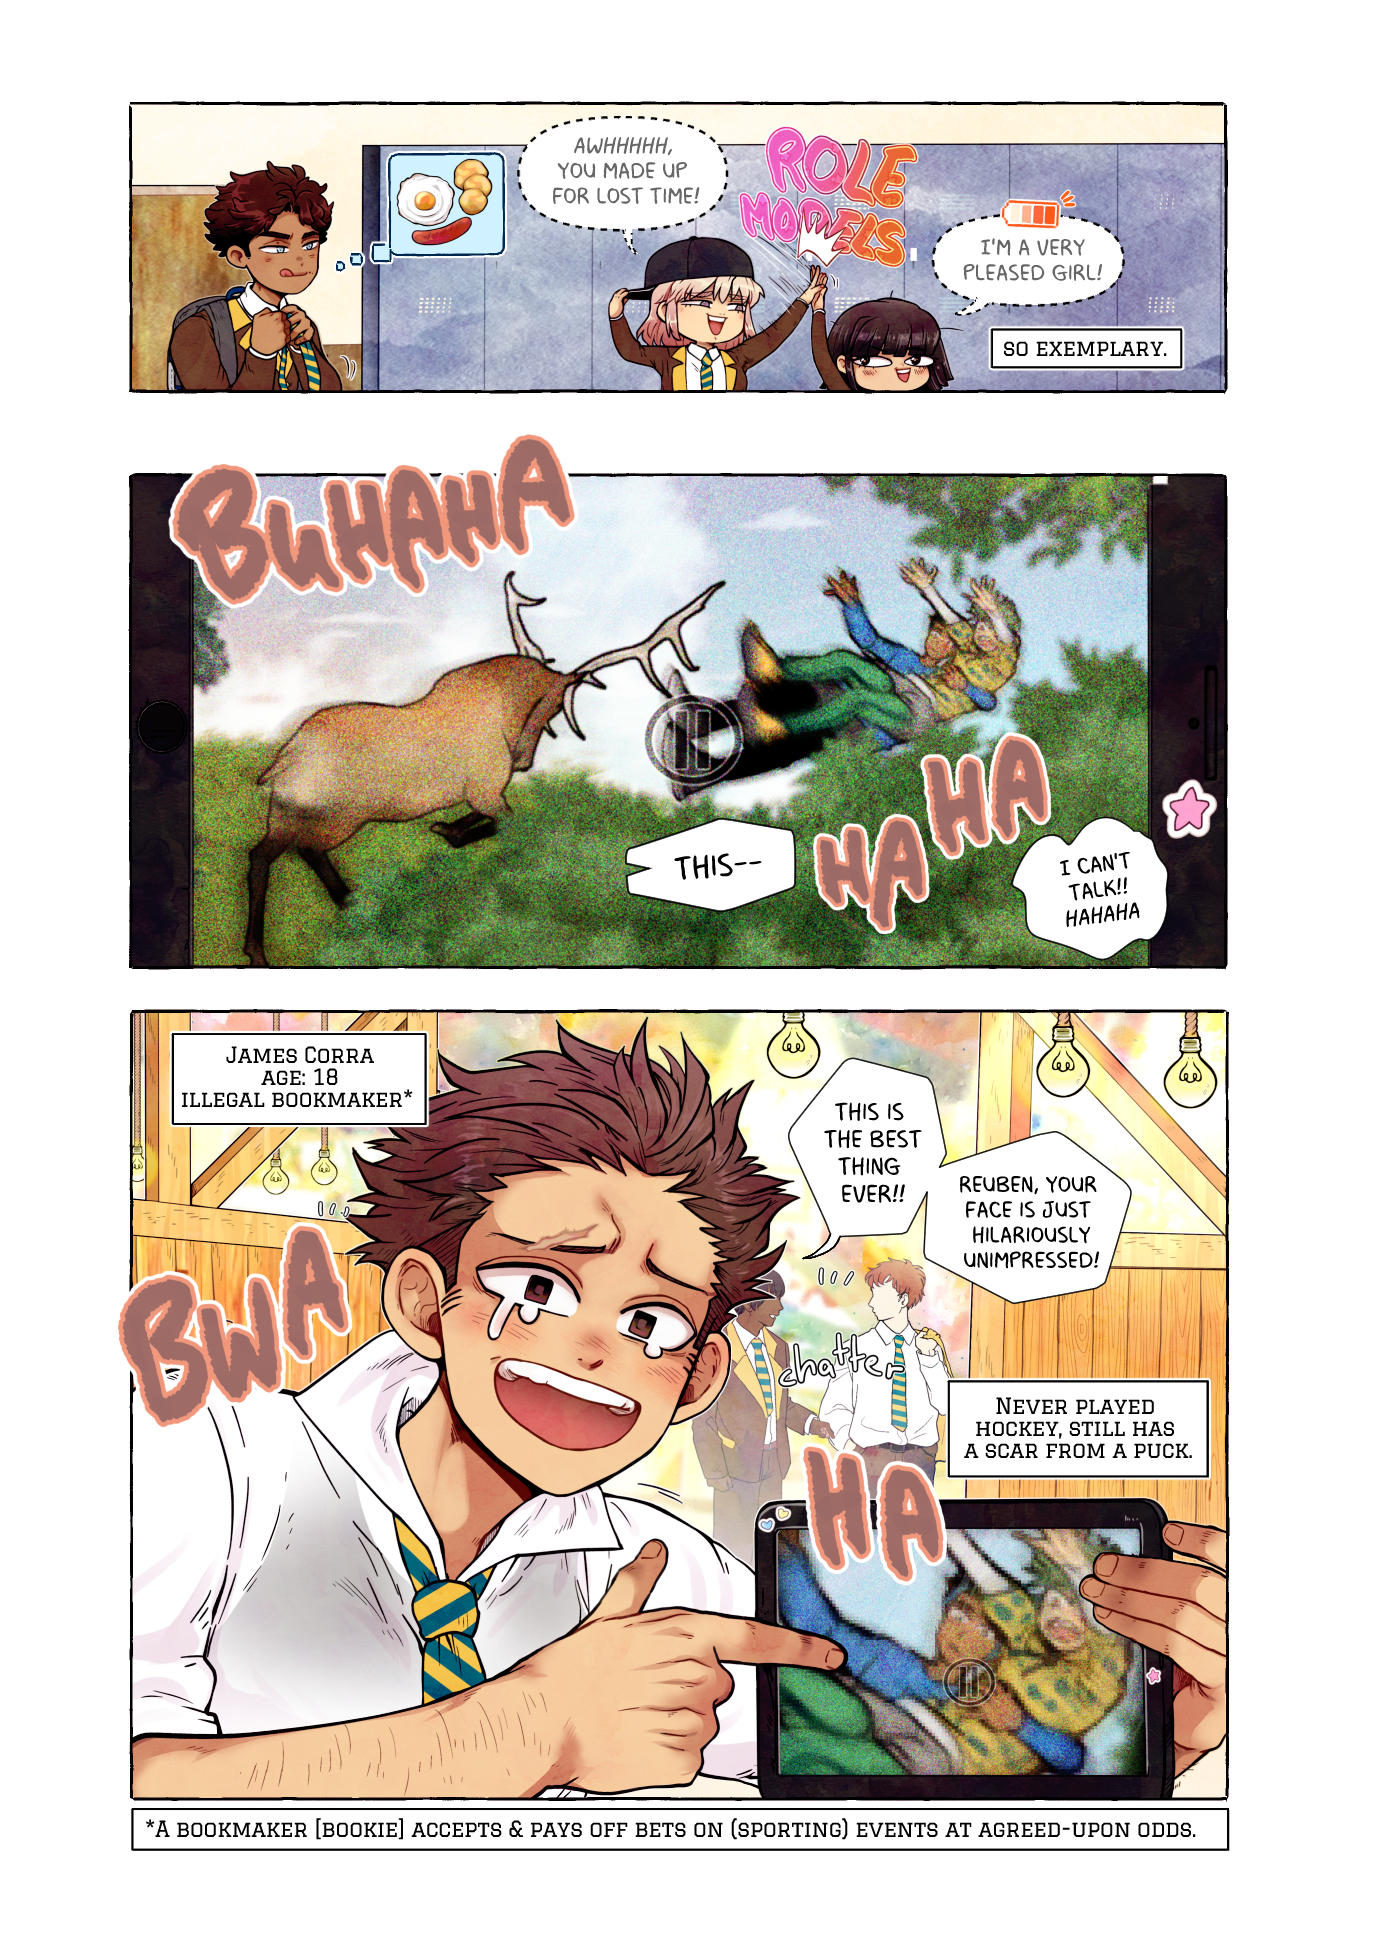 AWHHHHH,
YOU MADE UP
FOR LOST TIME!
ROLE
MODELS
I'M A VERY
PLEASED GIRL!
SO EXEMPLARY.
BUHAHA
THIS--
HAHA
I CAN'T
TALK!!
HAHAHA
JAMES CORRA
AGE: 18
ILLEGAL BOOKMAKER*
THIS IS
THE BEST
THING
EVER!!
REUBEN, YOUR
FACE IS JUST
HILARIOUSLY
UNIMPRESSED!
BWA
chatter
NEVER PLAYED
HOCKEY, STILL HAS
A SCAR FROM A PUCK.
HA
*A BOOKMAKER [BOOKIE] ACCEPTS & PAYS OFF BETS ON (SPORTING) EVENTS AT AGREED-UPON ODDS.